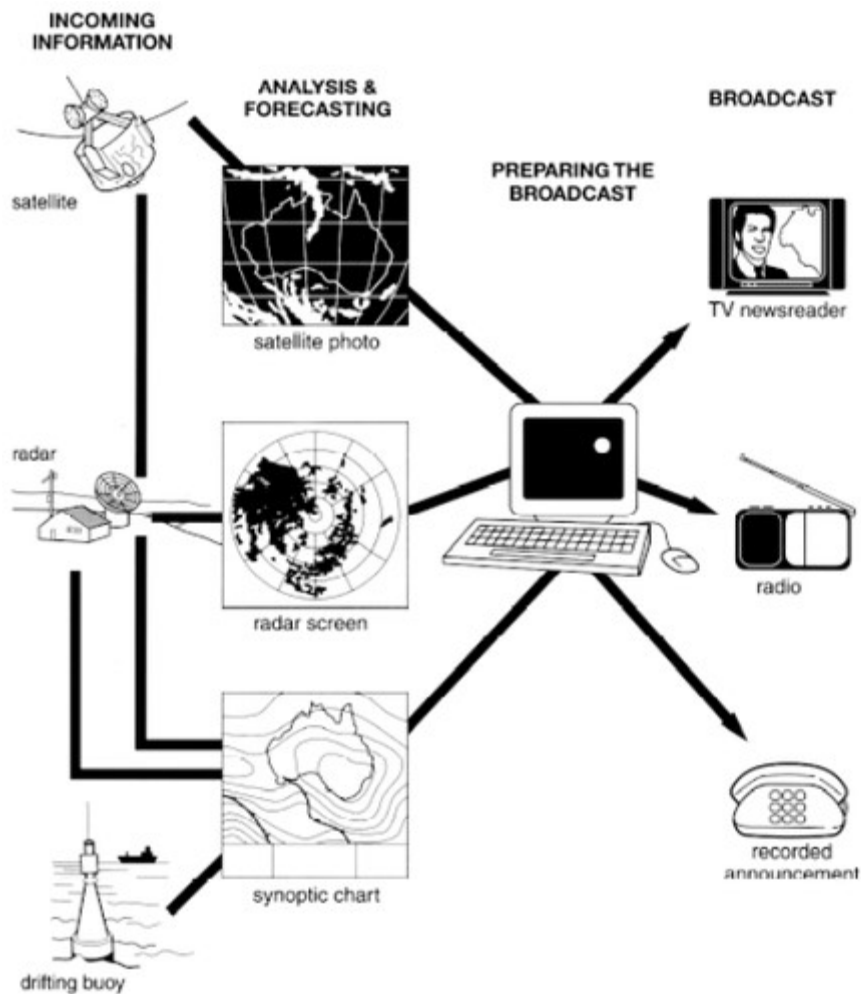 INCOMING
INFORMATION
ANALYSIS &
FORECASTING
BROADCAST
PREPARING THE
BROADCAST
satellite
satellite photo
TV newsreader
radar
radar screen
radio
synoptic chart
recorded
announcement
drifting buoy